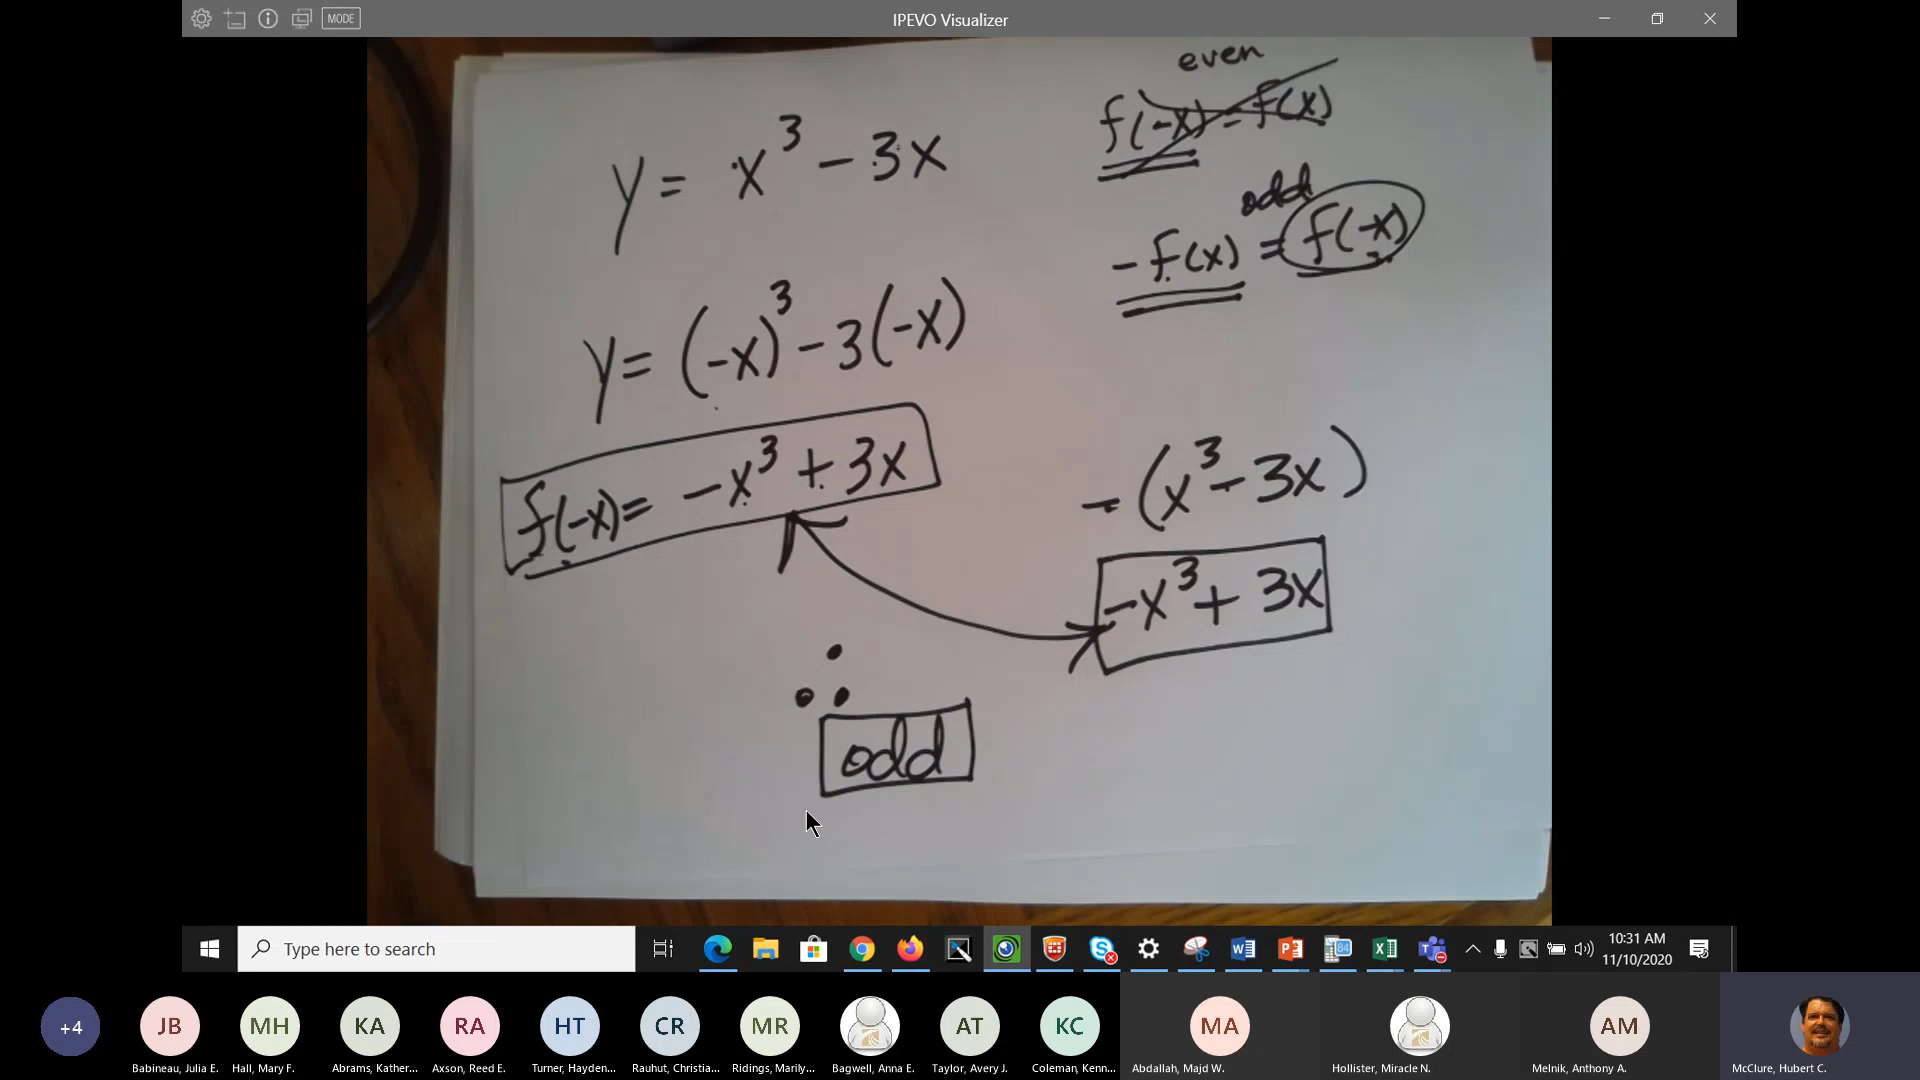 MODE
IPEVO Visualizer
even
f(-x) = f(x)
y = x³ - 3x
odd
-f(x) = f(-x)
y = (-x)³ - 3(-x)
f(-x) = -x³ + 3x
-(x³ - 3x)
-x³ + 3x
∴
odd
Type here to search
10:31 AM
11/10/2020
+4
JB
MH
KA
RA
HT
CR
MR
AT
KC
MA
AM
Babineau, Julia E.
Hall, Mary F.
Abrams, Kather...
Axson, Reed E.
Turner, Hayden...
Rauhut, Christia...
Ridings, Marily...
Bagwell, Anna E.
Taylor, Avery J.
Coleman, Kenn...
Abdallah, Majd W.
Hollister, Miracle N.
Melnik, Anthony A.
McClure, Hubert C.